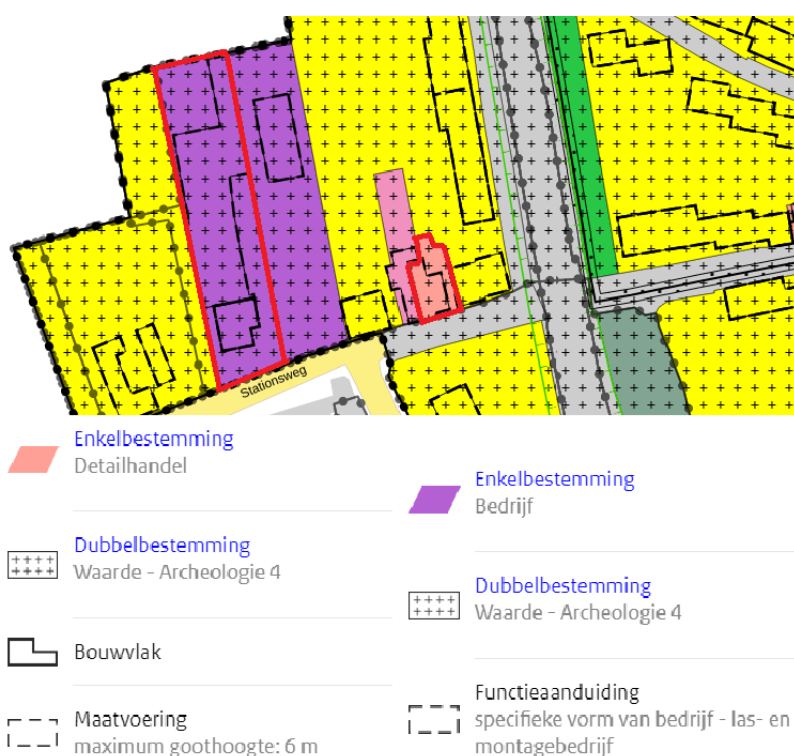 Stationsweg
Enkelbestemming
Detailhandel
Dubbelbestemming
Waarde - Archeologie 4
Bouwvlak
Maatvoering
maximum goothoogte: 6 m
Enkelbestemming
Bedrijf
Dubbelbestemming
Waarde - Archeologie 4
Functieaanduiding
specifieke vorm van bedrijf - las- en
montagebedrijf